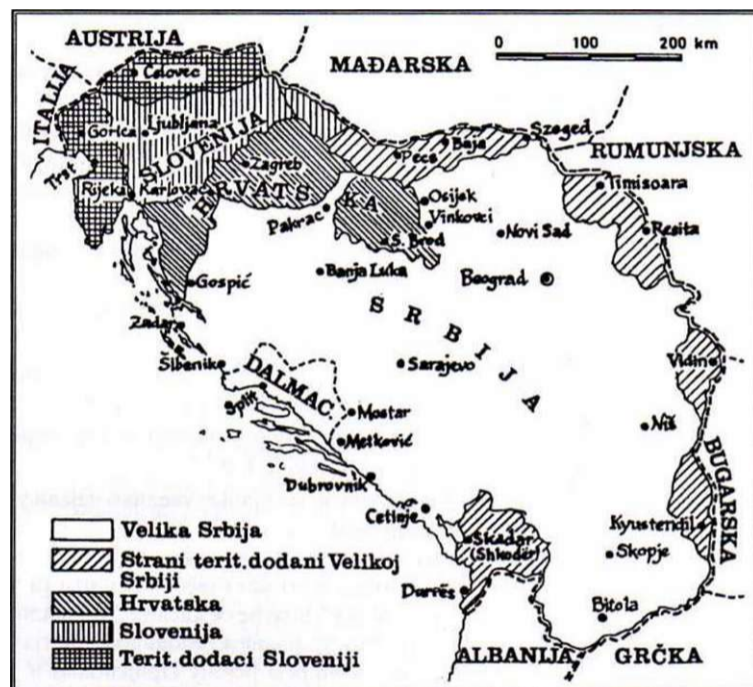 AUSTRIJA
0 100 200 km
MAĐARSKA
ITALIJA
Celovec
Gorica
Ljubljana
SLOVENIJA
Szeged
Baja
Pecs
RUMUNJSKA
Trst
Zagreb
Timisoara
Rijeka
Karlovac
HRVATSKA
Osijek
Vinkovci
Pakrac
Novi Sad
Resita
S. Brod
Gospić
Banja Luka
Beograd
SRBIJA
Zadar
Vidin
Šibenik
DALMAC.
Sarajevo
Split
Mostar
Niš
Metković
BUGARSKA
Dubrovnik
Cetinje
Skadar
(Shkodër)
Kyustendil
Skopje
Durrës
Bitola
ALBANIJA
GRČKA
Velika Srbija
Strani terit.dodani Velikoj
Srbiji
Hrvatska
Slovenija
Terit.dodaci Sloveniji